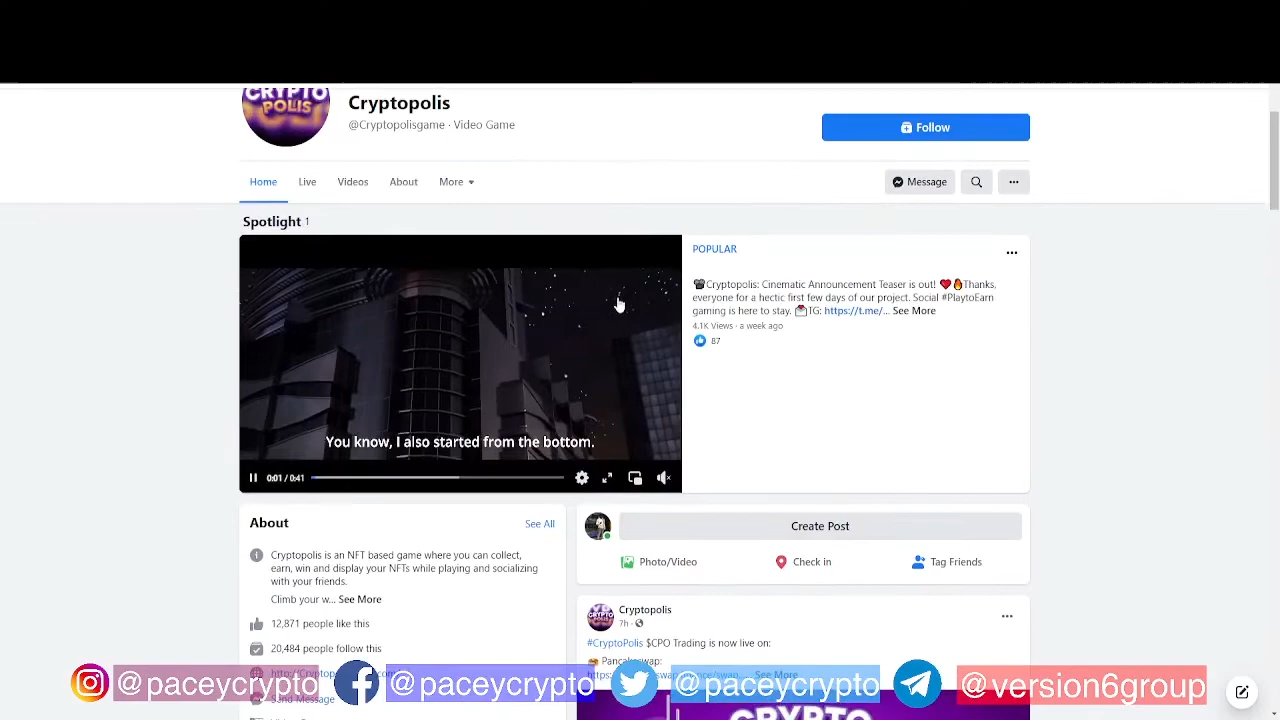 CRYPTO
POLIS
Cryptopolis
@Cryptopolisgame · Video Game
Follow
Home Live Videos About More
Message
Spotlight 1
POPULAR
Cryptopolis: Cinematic Announcement Teaser is out! ❤️🔥Thanks,
everyone for a hectic first few days of our project. Social #PlaytoEarn
gaming is here to stay. 📩TG: https://t.me/... See More
4.1K Views · a week ago
87
You know, I also started from the bottom.
0:01 / 0:41
About
See All
Cryptopolis is an NFT based game where you can collect,
earn, win and display your NFTs while playing and socializing
with your friends.
Climb your w... See More
12,871 people like this
20,484 people follow this
Send Message
Create Post
Photo/Video Check in Tag Friends
Cryptopolis
7h ·
#CryptoPolis $CPO Trading is now live on:
Pancakeswap:
See More
CRYPTO
@paceycrypto @paceycrypto @paceycrypto @version6group